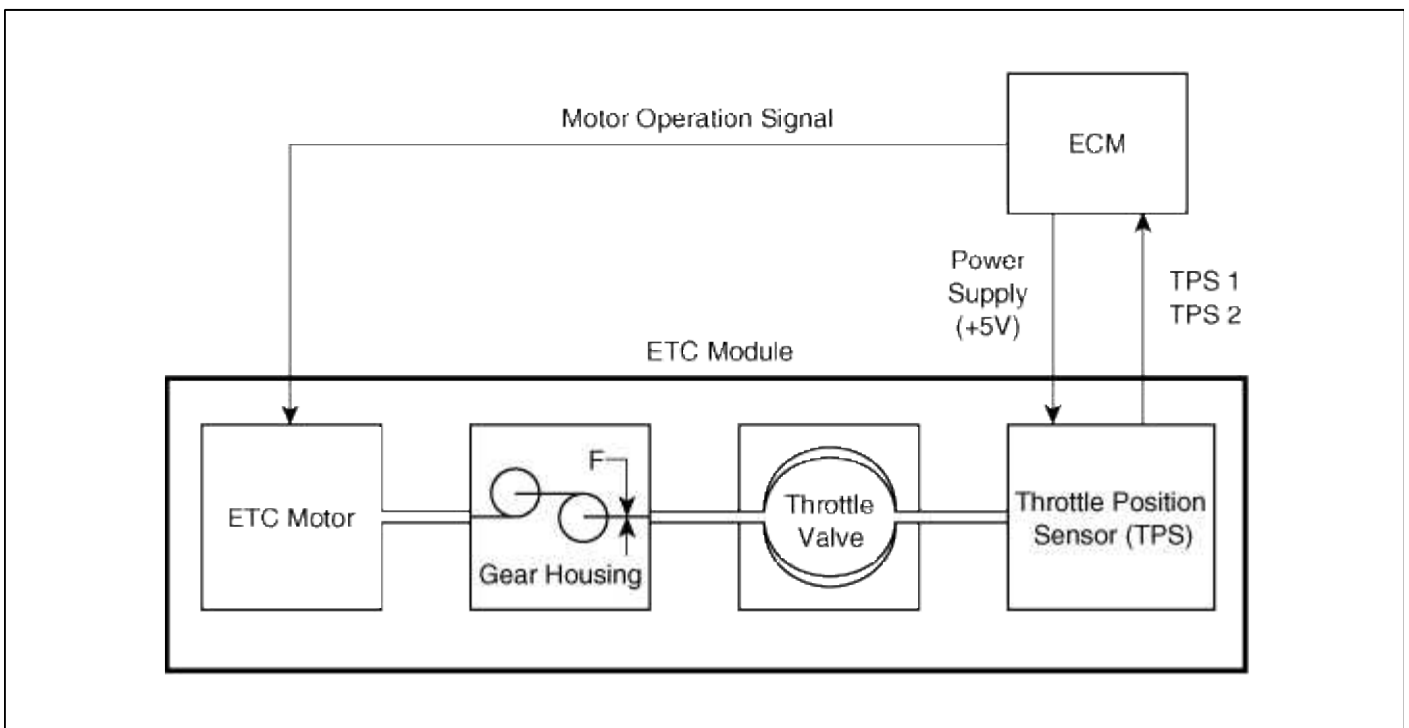 Motor Operation Signal
ECM
Power
Supply
(+5V)
TPS 1
TPS 2
ETC Module
ETC Motor
F
Gear Housing
Throttle
Valve
Throttle Position
Sensor (TPS)